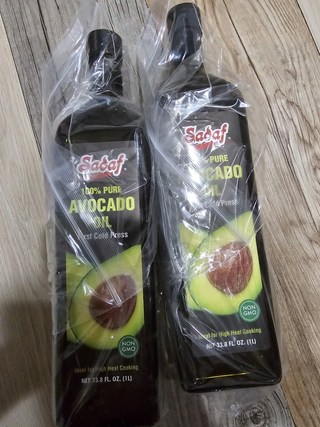 Sadaf
100% PURE
AVOCADO
OIL
First Cold Press
NON
GMO
Ideal for High Heat Cooking
NET 33.8 FL. OZ. (1L)
Sadaf
% PURE
CADO
OIL
Cold Press
NON
GMO
Ideal for High Heat Cooking
NET 33.8 FL. OZ. (1L)